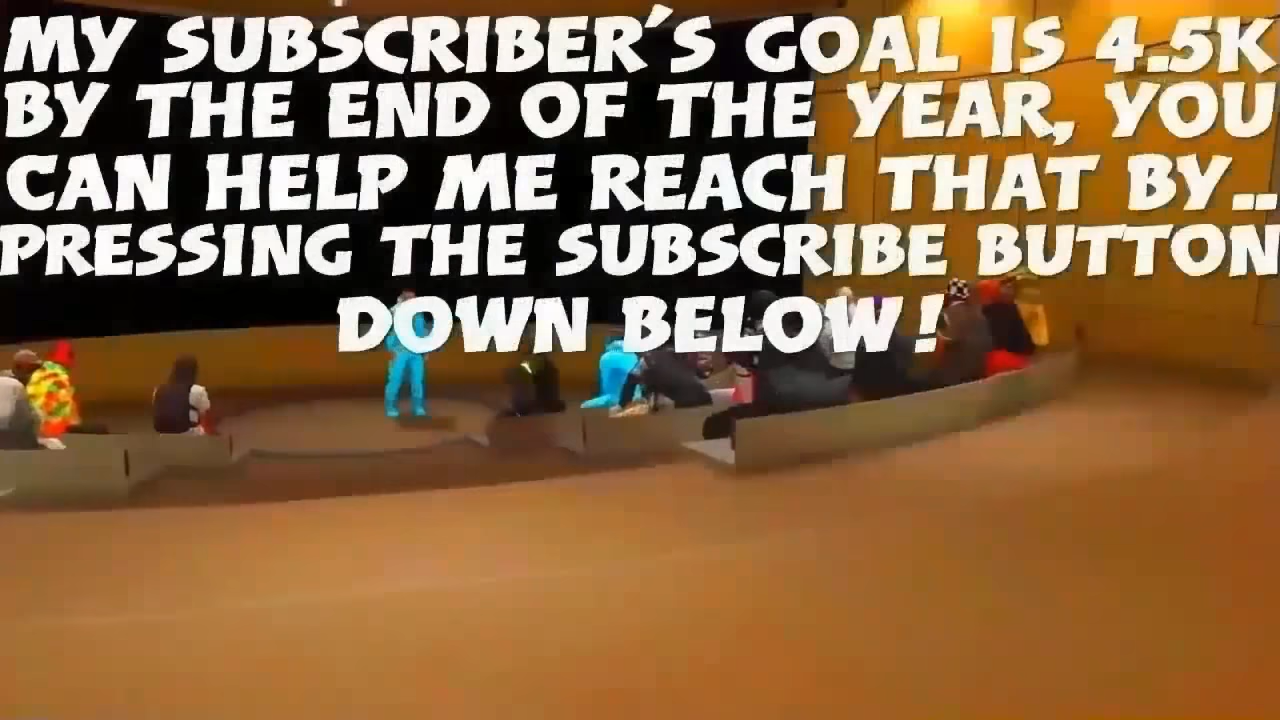 MY SUBSCRIBER´S GOAL IS 4.5K
BY THE END OF THE YEAR, YOU
CAN HELP ME REACH THAT BY..
PRESSING THE SUBSCRIBE BUTTON
DOWN BELOW!